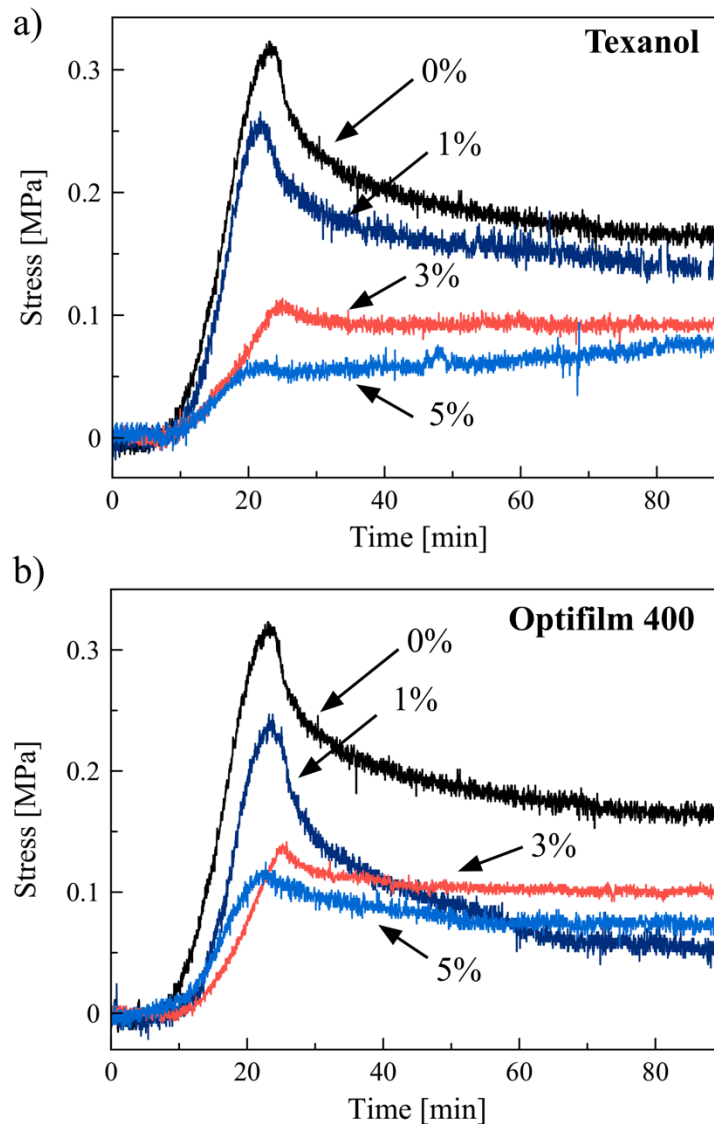 a)
Texanol
0.3
0%
1%
0.2
Stress [MPa]
3%
0.1
5%
0
0 20 40 60 80
Time [min]
b)
Optifilm 400
0.3
0%
1%
0.2
Stress [MPa]
3%
0.1
5%
0
0 20 40 60 80
Time [min]